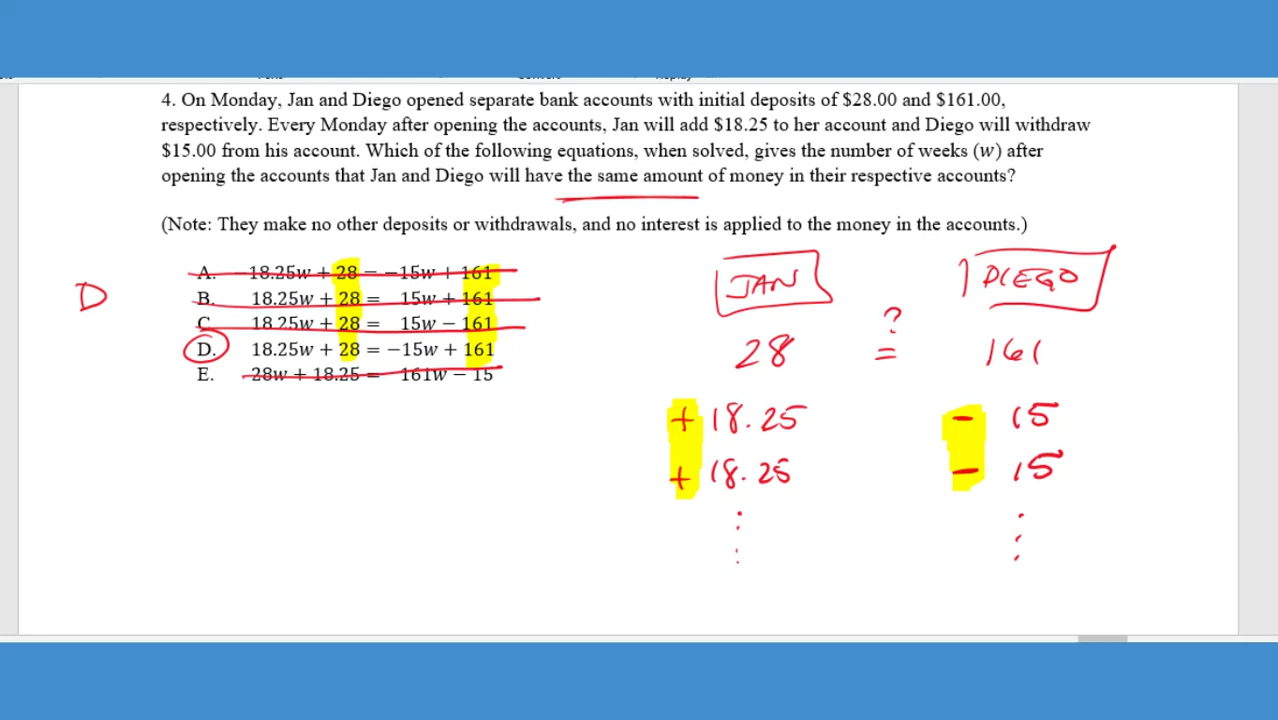 4. On Monday, Jan and Diego opened separate bank accounts with initial deposits of $28.00 and $161.00,
respectively. Every Monday after opening the accounts, Jan will add $18.25 to her account and Diego will withdraw
$15.00 from his account. Which of the following equations, when solved, gives the number of weeks (w) after
opening the accounts that Jan and Diego will have the same amount of money in their respective accounts?
(Note: They make no other deposits or withdrawals, and no interest is applied to the money in the accounts.)
D
A. 18.25w + 28 = −15w + 161
B. 18.25w + 28 = 15w + 161
C. 18.25w + 28 = 15w − 161
D. 18.25w + 28 = −15w + 161
E. 28w + 18.25 = 161w − 15
JAN DIEGO
?
28 = 161
+ 18.25 - 15
+ 18.25 - 15